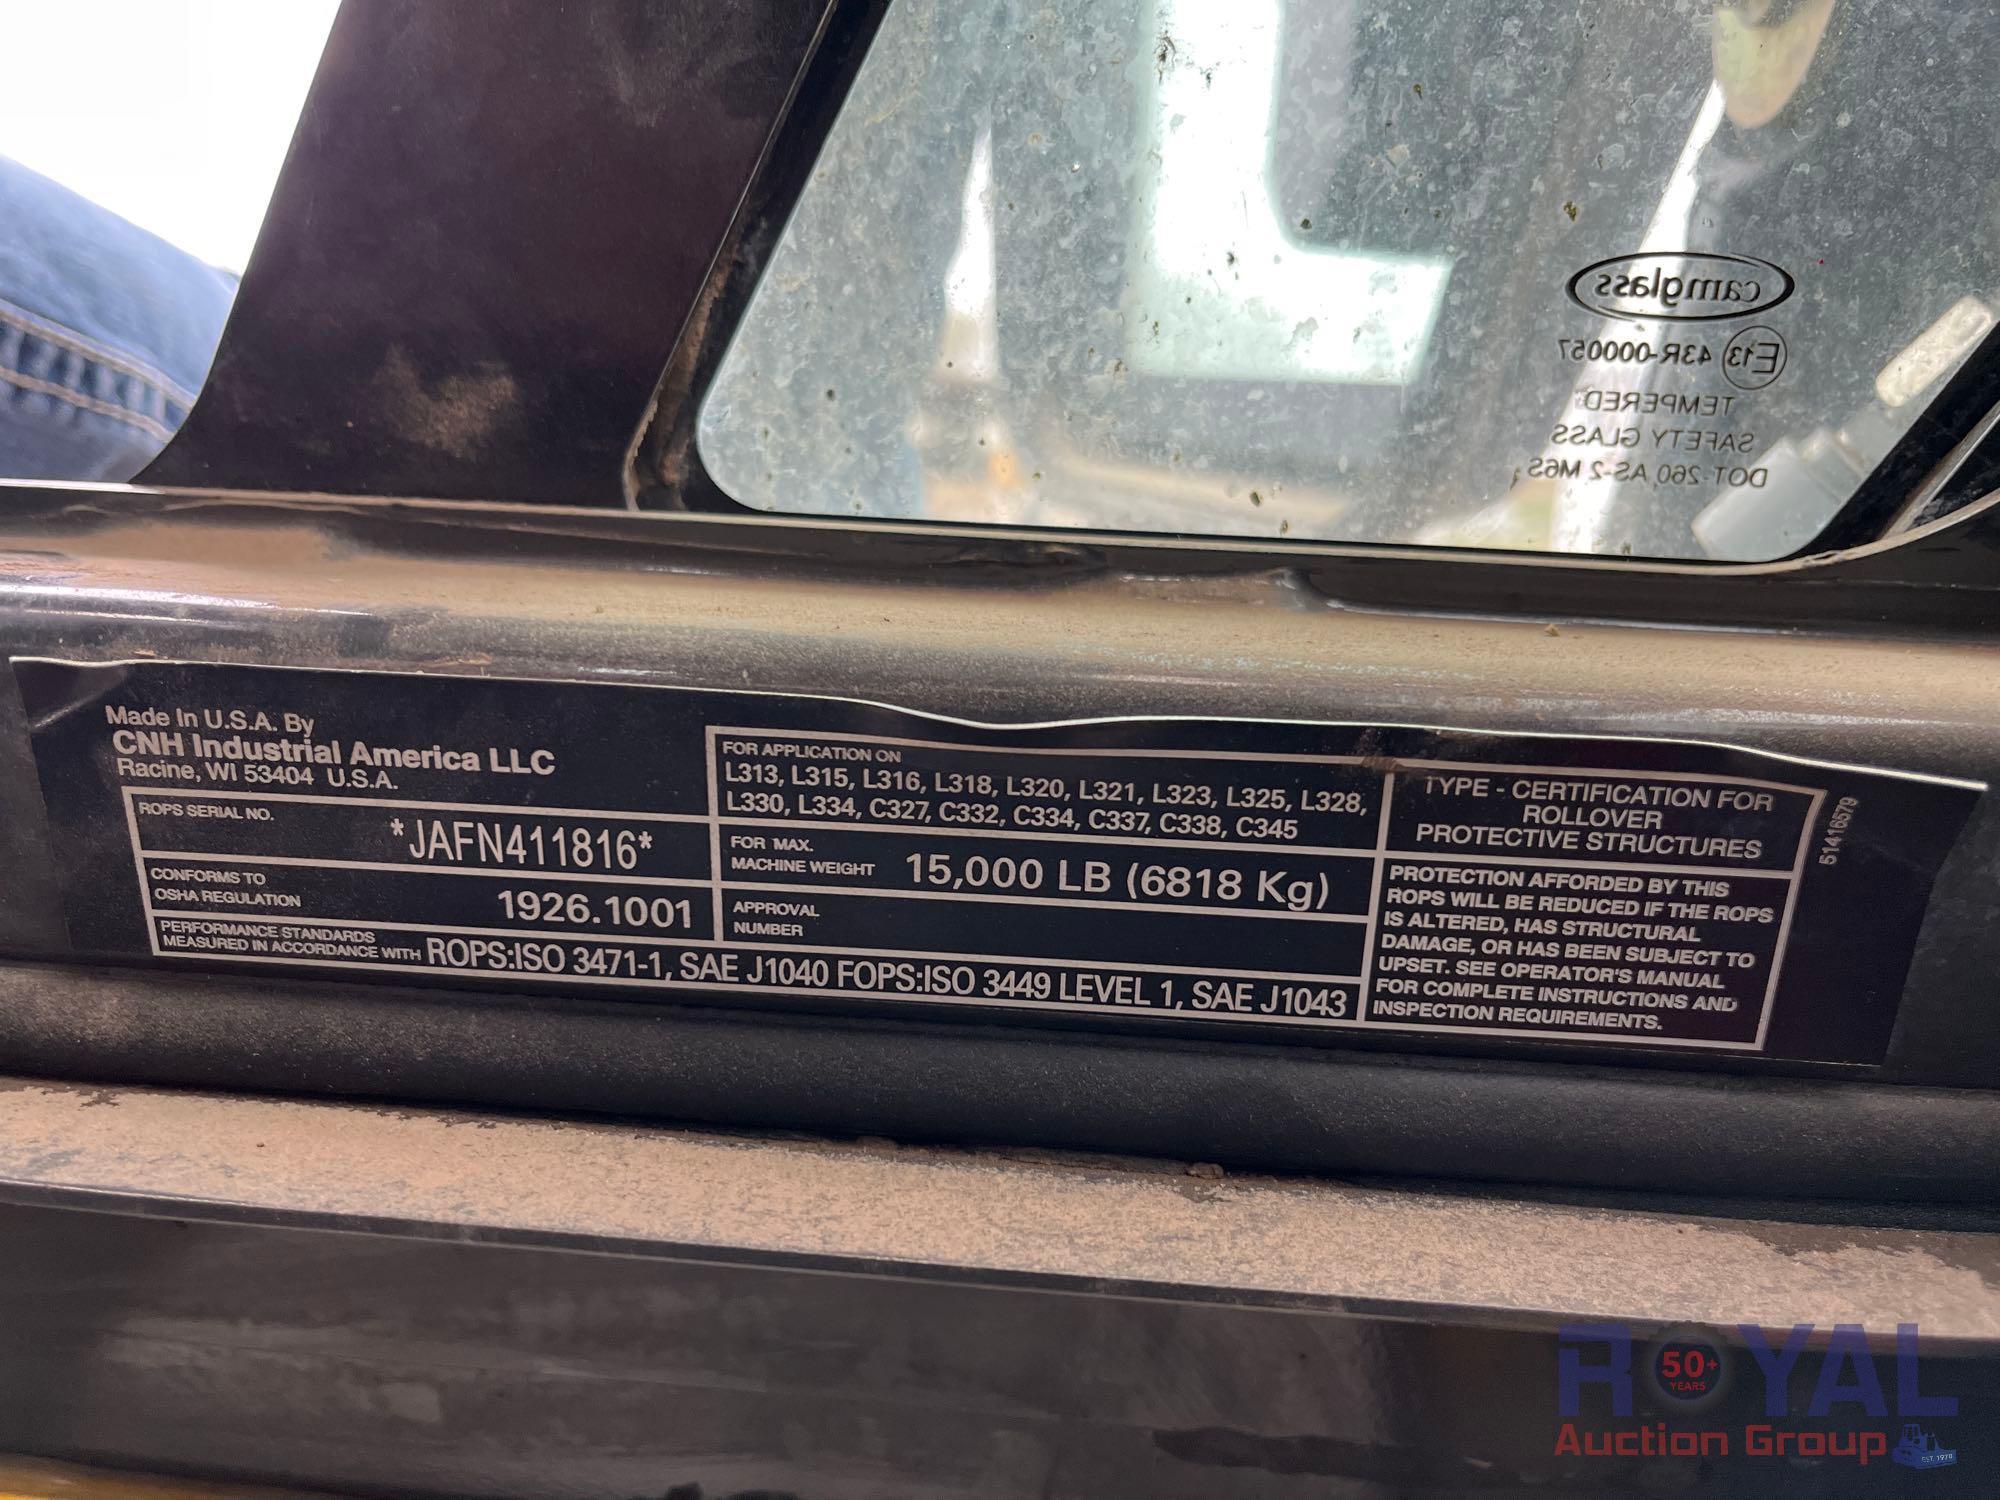 camglass
E13 43R-000057
TEMPERED
SAFETY GLASS
DOT-260 AS-2 M6S
Made In U.S.A. By
CNH Industrial America LLC
Racine, WI 53404 U.S.A.
ROPS SERIAL NO.
*JAFN411816*
CONFORMS TO
OSHA REGULATION
1926.1001
PERFORMANCE STANDARDS
MEASURED IN ACCORDANCE WITH ROPS:ISO 3471-1, SAE J1040 FOPS:ISO 3449 LEVEL 1, SAE J1043
FOR APPLICATION ON
L313, L315, L316, L318, L320, L321, L323, L325, L328,
L330, L334, C327, C332, C334, C337, C338, C345
FOR MAX.
MACHINE WEIGHT 15,000 LB (6818 Kg)
APPROVAL
NUMBER
TYPE - CERTIFICATION FOR
ROLLOVER
PROTECTIVE STRUCTURES
PROTECTION AFFORDED BY THIS
ROPS WILL BE REDUCED IF THE ROPS
IS ALTERED, HAS STRUCTURAL
DAMAGE, OR HAS BEEN SUBJECT TO
UPSET. SEE OPERATOR'S MANUAL
FOR COMPLETE INSTRUCTIONS AND
INSPECTION REQUIREMENTS.
51416579
ROYAL
50+
YEARS
Auction Group
EST. 1970